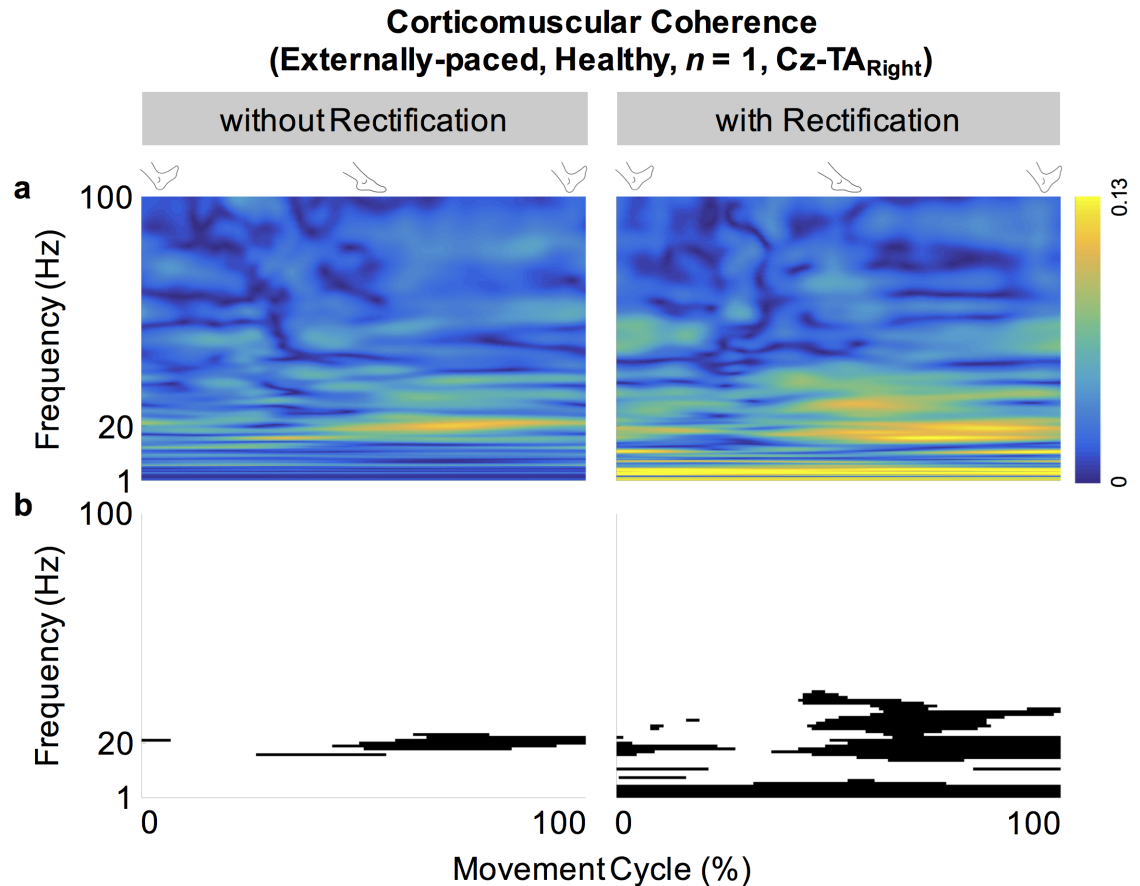 Corticomuscular Coherence
(Externally-paced, Healthy, n = 1, Cz-TARight)
without Rectification
with Rectification
a
100
20
1
Frequency (Hz)
0.13
0
b
100
20
1
Frequency (Hz)
0
100
0
100
Movement Cycle (%)